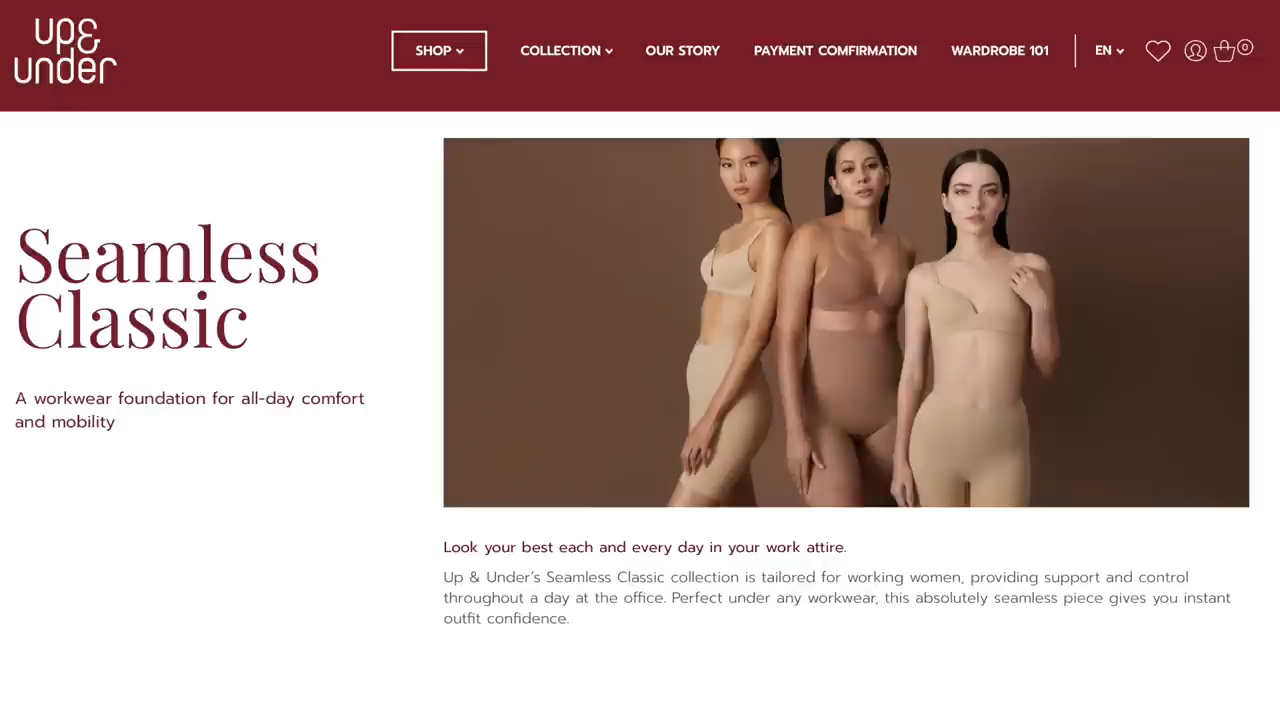 up&
under
SHOP
COLLECTION
OUR STORY
PAYMENT COMFIRMATION
WARDROBE 101
EN
0
Seamless
Classic
A workwear foundation for all-day comfort
and mobility
Look your best each and every day in your work attire.
Up & Under’s Seamless Classic collection is tailored for working women, providing support and control
throughout a day at the office. Perfect under any workwear, this absolutely seamless piece gives you instant
outfit confidence.